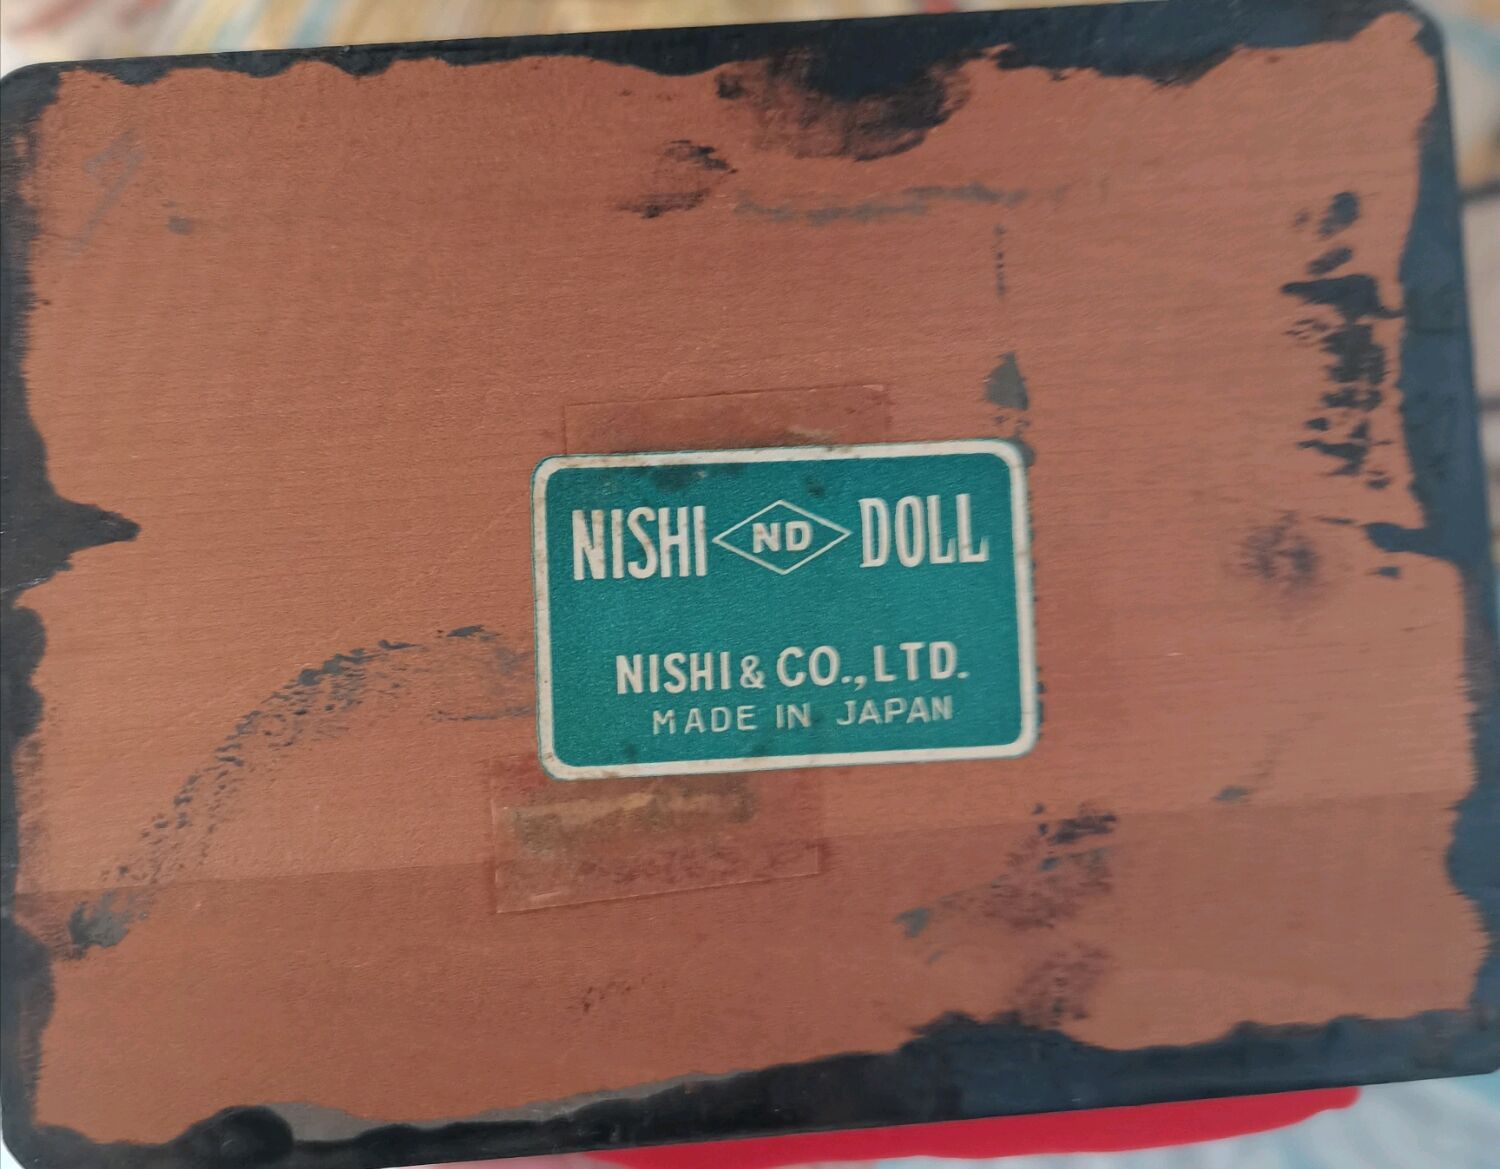 NISHI ND DOLL
NISHI & CO., LTD.
MADE IN JAPAN